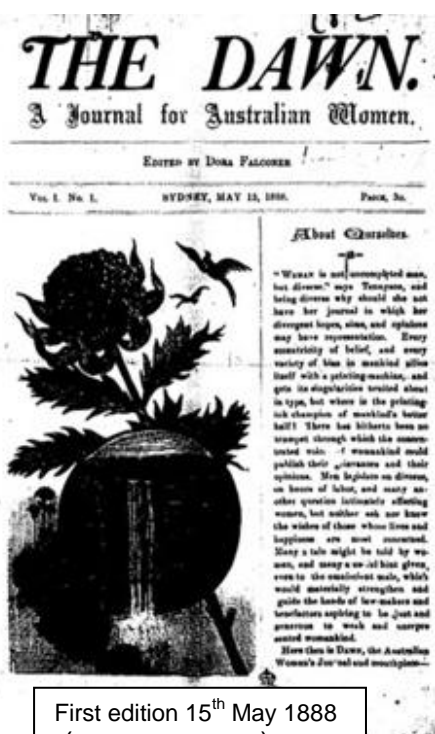 THE DAWN.
A Journal for Australian Women.
EDITED BY DORA FALCONER
VOL. 1. No. 1.
SYDNEY, MAY 15, 1888.
PRICE, 3D.
About Ourselves.
"WOMAN is not uncompleted man,
but diverse," says Tennyson, and
being diverse why should she not
have her journal in which her
divergent hopes, aims, and opinions
may have representation. Every
eccentricity of belief, and every
variety of bias in mankind allies
itself with a printing-machine, and
gets its singularities bruited about
in type, but where is the printing-
ink champion of mankind's better
half? There has hitherto been no
trumpet through which the concen-
trated womankind could
publish their grievances and their
opinions. Men legislate on divorce,
on hours of labor, and many an-
other question intimately affecting
women, but neither ask nor know
the wishes of those whose lives and
happiness are most concerned.
Many a tale might be told by wo-
men, and many a hint given,
even to the omniscient male, which
would materially strengthen and
guide the hands of law-makers and
benefactors aspiring to be just and
generous to weak and unrepre-
sented womankind.
Here then is DAWN, the Australian
Women's Journal and mouthpiece—
First edition 15th May 1888